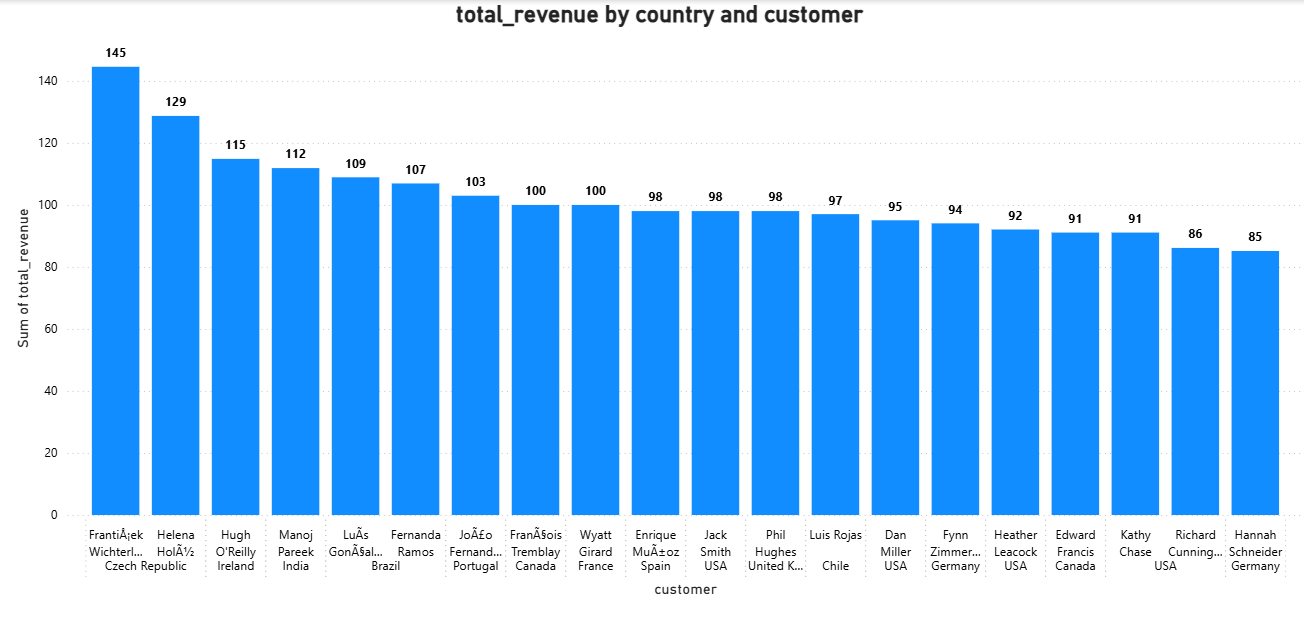 total_revenue by country and customer
145
129
115
112
109
107
103
100
100
98
98
98
97
95
94
92
91
91
86
85
140
120
100
80
60
40
20
0
Sum of total_revenue
FrantiÅ¡ek Wichterl...
Helena HolÃ½
Czech Republic
Hugh O'Reilly
Ireland
Manoj Pareek
India
LuÃ­s GonÃ§al...
Fernanda Ramos
Brazil
JoÃ£o Fernand...
Portugal
FranÃ§ois Tremblay
Canada
Wyatt Girard
France
Enrique MuÃ±oz
Spain
Jack Smith
USA
Phil Hughes
United K...
Luis Rojas
Chile
Dan Miller
USA
Fynn Zimmer...
Germany
Heather Leacock
USA
Edward Francis
Canada
Kathy Chase
Richard Cunning...
USA
Hannah Schneider
Germany
customer